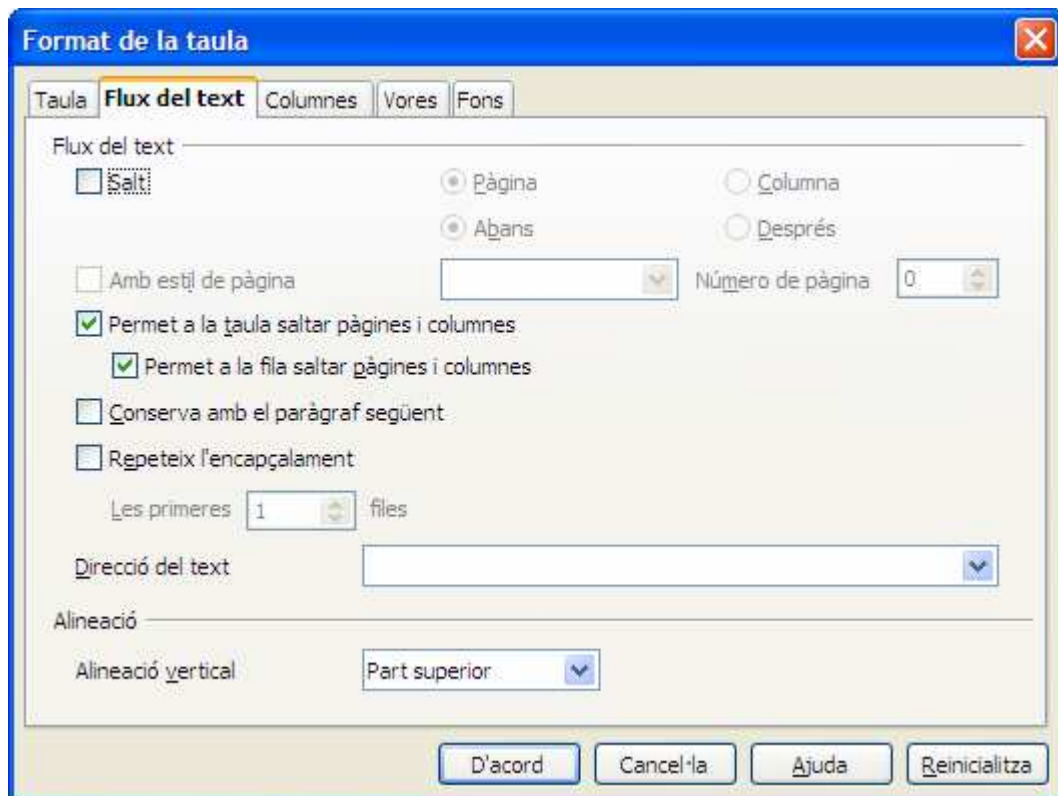 Format de la taula
Taula Flux del text Columnes Vores Fons
Flux del text
Salt Pàgina Columna
Abans Després
Amb estil de pàgina Número de pàgina 0
Permet a la taula saltar pàgines i columnes
Permet a la fila saltar pàgines i columnes
Conserva amb el paràgraf següent
Repeteix l'encapçalament
Les primeres 1 files
Direcció del text
Alineació
Alineació vertical Part superior
D'acord Cancel·la Ajuda Reinicialitza